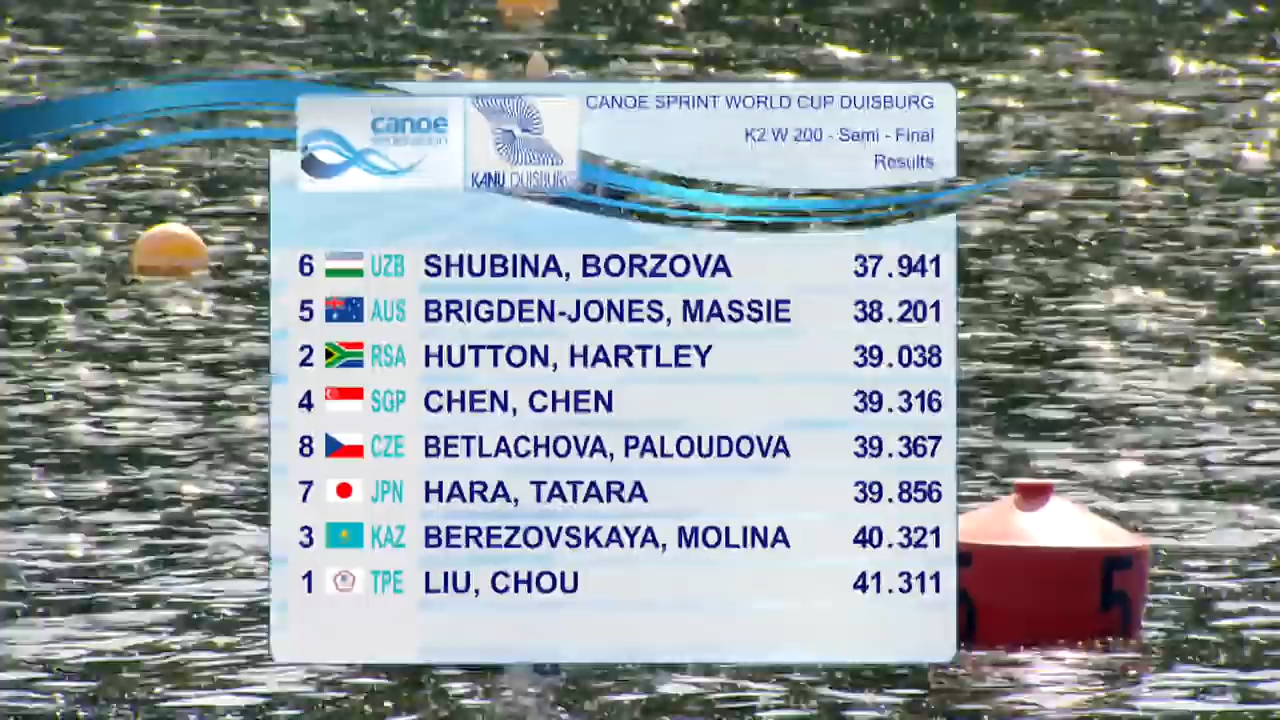 canoe
federation
KANU DUISBURG
CANOE SPRINT WORLD CUP DUISBURG
K2 W 200 - Semi - Final
Results
6 UZB SHUBINA, BORZOVA 37.941
5 AUS BRIGDEN-JONES, MASSIE 38.201
2 RSA HUTTON, HARTLEY 39.038
4 SGP CHEN, CHEN 39.316
8 CZE BETLACHOVA, PALOUDOVA 39.367
7 JPN HARA, TATARA 39.856
3 KAZ BEREZOVSKAYA, MOLINA 40.321
1 TPE LIU, CHOU 41.311
5